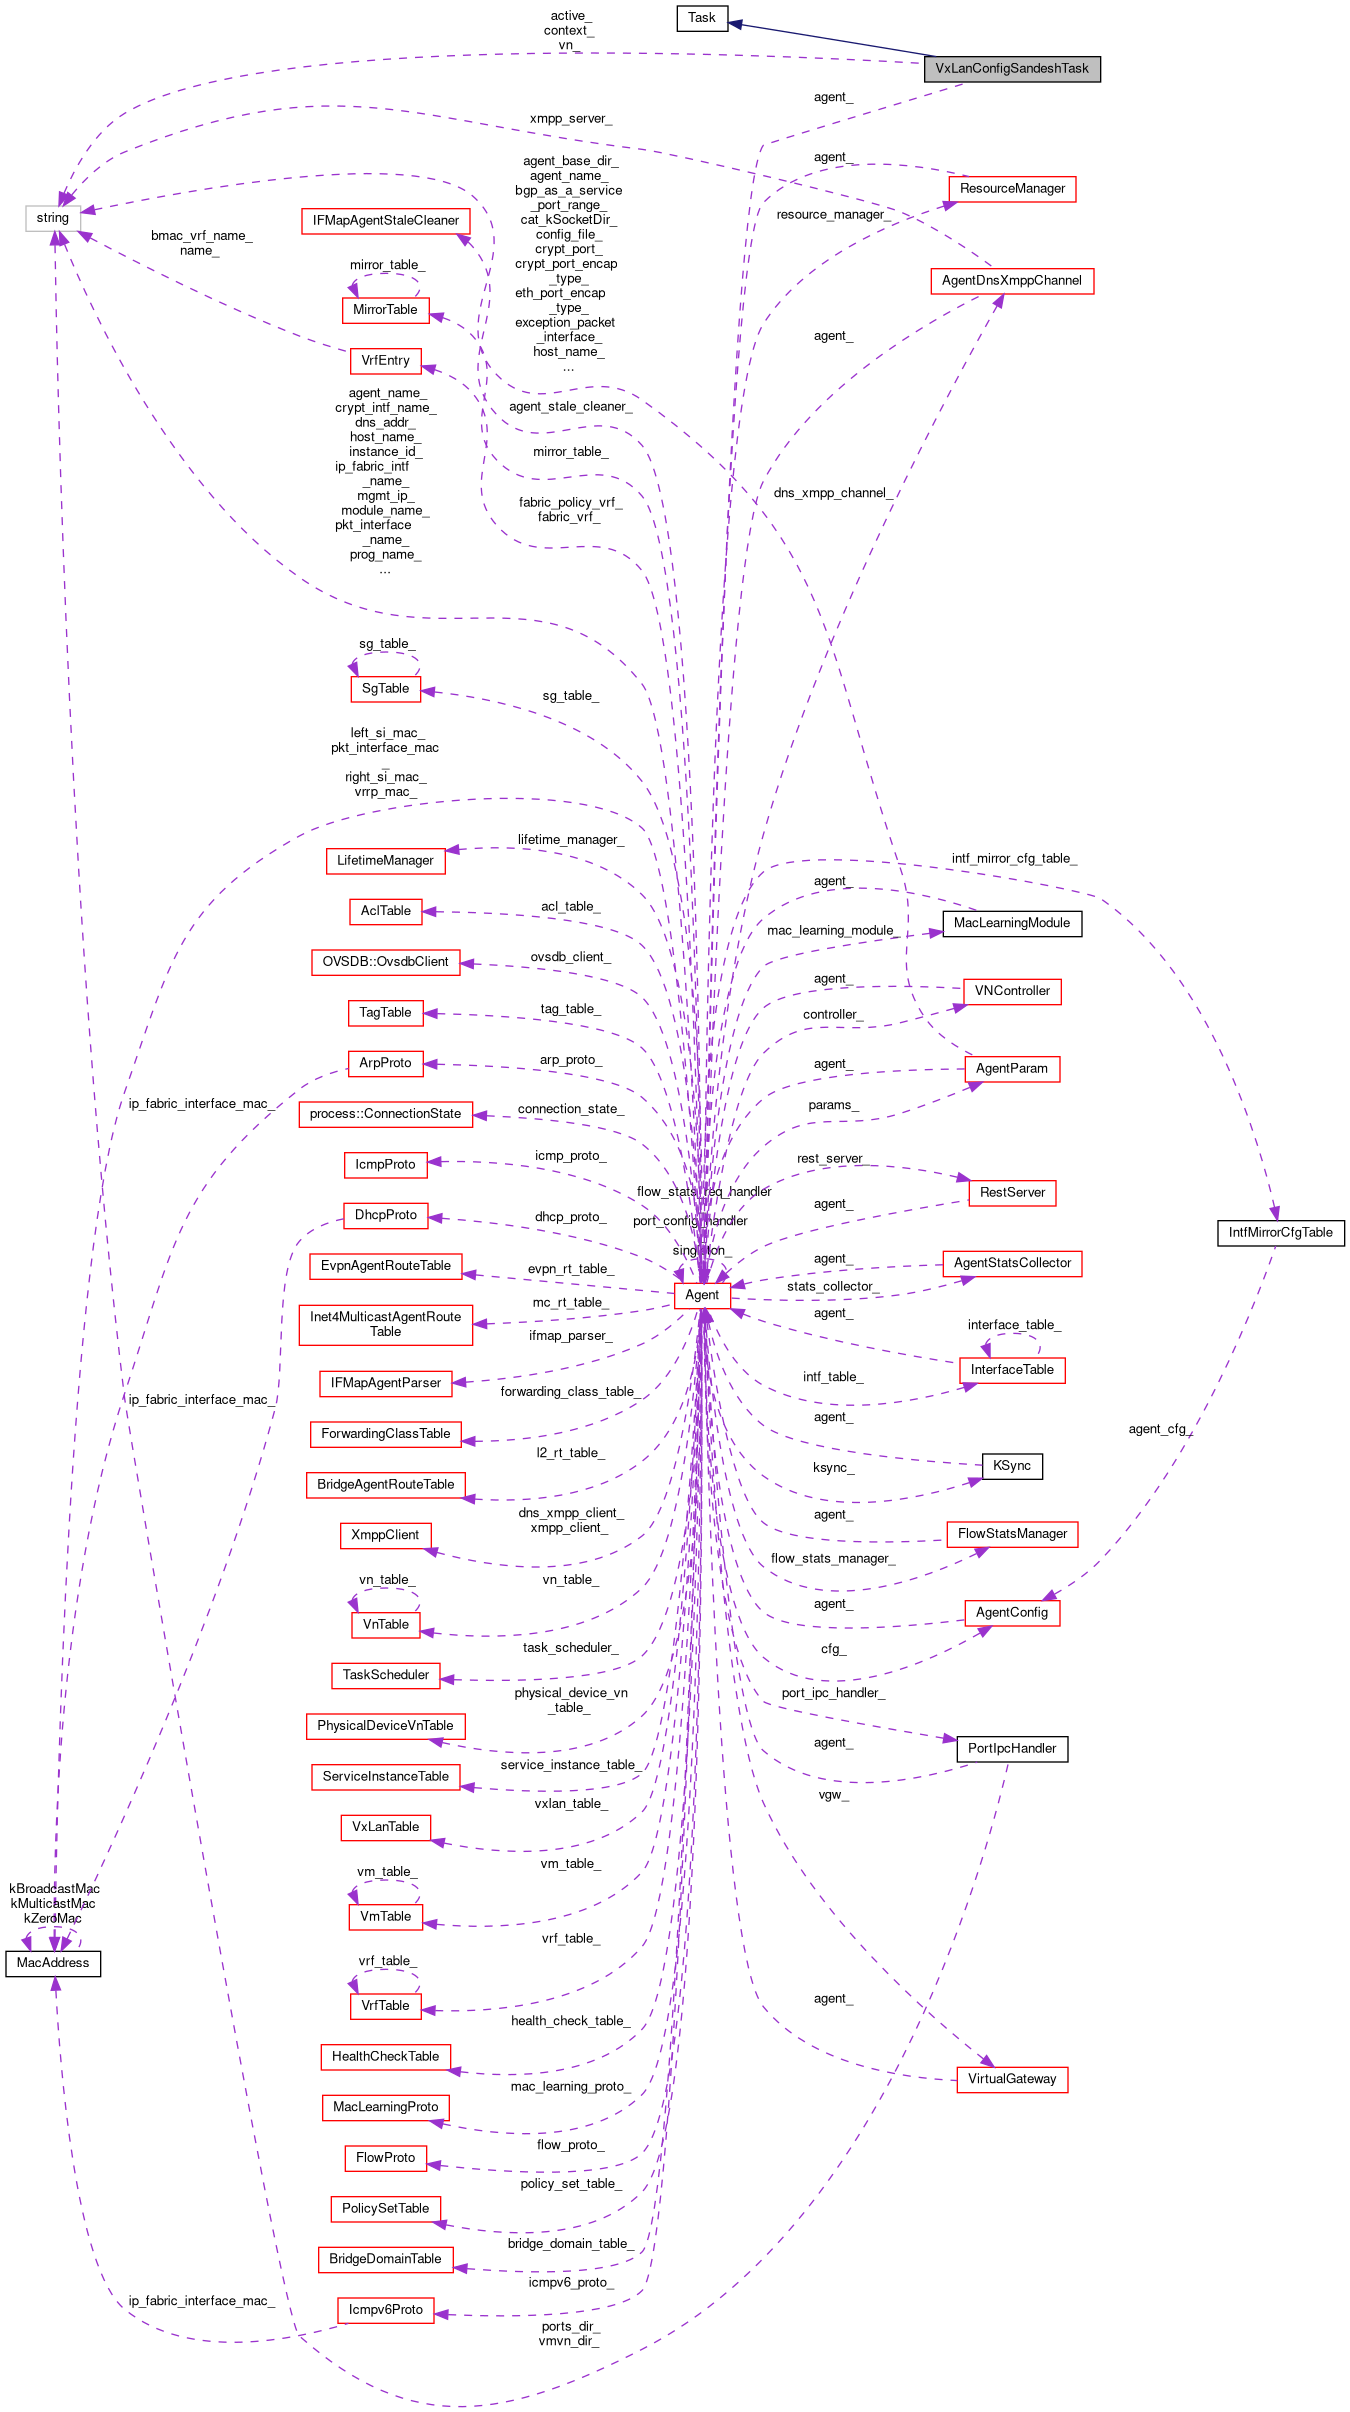 Task
active_
context_
vn_
VxLanConfigSandeshTask
agent_
xmpp_server_
agent_
agent_base_dir_
agent_name_
bgp_as_a_service
_port_range_
cat_kSocketDir_
config_file_
crypt_port_
crypt_port_encap
_type_
eth_port_encap
_type_
exception_packet
_interface_
host_name_
...
ResourceManager
resource_manager_
string
IFMapAgentStaleCleaner
bmac_vrf_name_
name_
mirror_table_
MirrorTable
AgentDnsXmppChannel
agent_
VrfEntry
agent_name_
crypt_intf_name_
dns_addr_
host_name_
instance_id_
ip_fabric_intf
_name_
mgmt_ip_
module_name_
pkt_interface
_name_
prog_name_
...
agent_stale_cleaner_
mirror_table_
fabric_policy_vrf_
fabric_vrf_
dns_xmpp_channel_
sg_table_
SgTable
sg_table_
left_si_mac_
pkt_interface_mac
_
right_si_mac_
vrrp_mac_
lifetime_manager_
LifetimeManager
intf_mirror_cfg_table_
agent_
acl_table_
AclTable
mac_learning_module_
MacLearningModule
ovsdb_client_
OVSDB::OvsdbClient
agent_
VNController
tag_table_
TagTable
controller_
arp_proto_
ArpProto
agent_
AgentParam
ip_fabric_interface_mac_
process::ConnectionState
connection_state_
params_
icmp_proto_
IcmpProto
rest_server_
RestServer
flow_stats_req_handler
port_config_handler
singleton_
agent_
dhcp_proto_
DhcpProto
IntfMirrorCfgTable
evpn_rt_table_
EvpnAgentRouteTable
agent_
AgentStatsCollector
Agent
stats_collector_
mc_rt_table_
Inet4MulticastAgentRoute
Table
agent_
interface_table_
ifmap_parser_
IFMapAgentParser
InterfaceTable
intf_table_
ip_fabric_interface_mac_
forwarding_class_table_
ForwardingClassTable
agent_
agent_cfg_
l2_rt_table_
BridgeAgentRouteTable
KSync
ksync_
dns_xmpp_client_
xmpp_client_
XmppClient
agent_
FlowStatsManager
flow_stats_manager_
vn_table_
VnTable
vn_table_
agent_
AgentConfig
cfg_
task_scheduler_
TaskScheduler
physical_device_vn
_table_
PhysicalDeviceVnTable
port_ipc_handler_
PortIpcHandler
agent_
service_instance_table_
ServiceInstanceTable
vgw_
vxlan_table_
VxLanTable
vm_table_
VmTable
vm_table_
kBroadcastMac
kMulticastMac
kZeroMac
MacAddress
vrf_table_
vrf_table_
VrfTable
agent_
health_check_table_
HealthCheckTable
VirtualGateway
mac_learning_proto_
MacLearningProto
flow_proto_
FlowProto
policy_set_table_
PolicySetTable
bridge_domain_table_
BridgeDomainTable
icmpv6_proto_
Icmpv6Proto
ip_fabric_interface_mac_
ports_dir_
vmvn_dir_